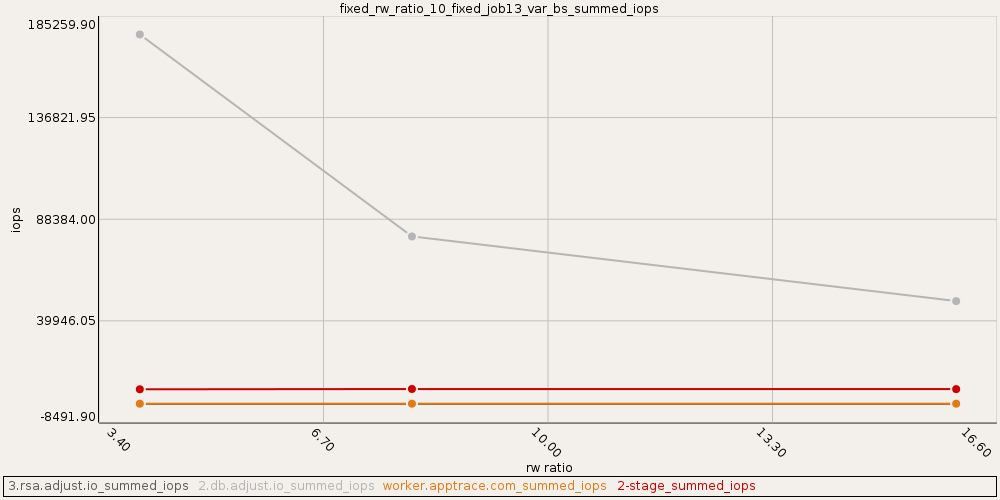 fixed_rw_ratio_10_fixed_job13_var_bs_summed_iops
185259.90
136821.95
88384.00
39946.05
-8491.90
iops
3.40
6.70
10.00
13.30
16.60
rw ratio
3.rsa.adjust.io_summed_iops 2.db.adjust.io_summed_iops worker.apptrace.com_summed_iops 2-stage_summed_iops